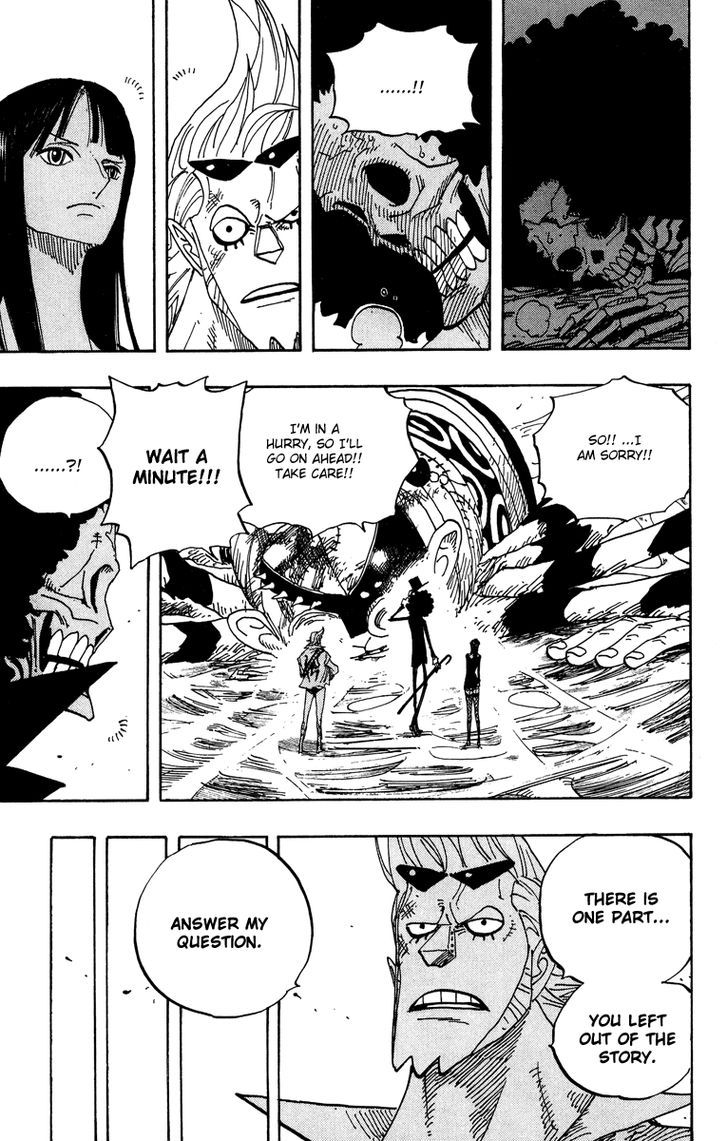 ......!!
SO!! ...I
AM SORRY!!
I'M IN A
HURRY, SO I'LL
GO ON AHEAD!!
TAKE CARE!!
WAIT A
MINUTE!!!
......?!
THERE IS
ONE PART...
YOU LEFT
OUT OF THE
STORY.
ANSWER MY
QUESTION.